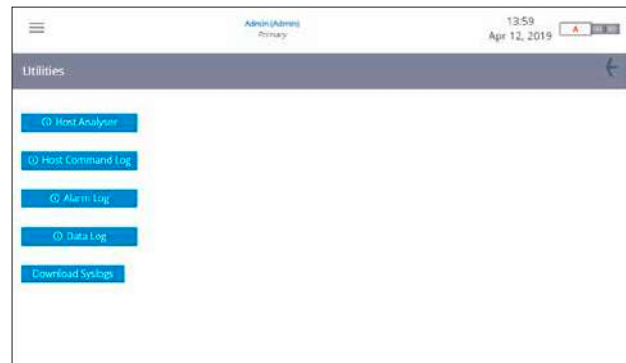 Admin (Admin)
Primary
13:59
Apr 12, 2019
A
Utilities
Host Analyser
Host Command Log
Alarm Log
Data Log
Download Syslogs